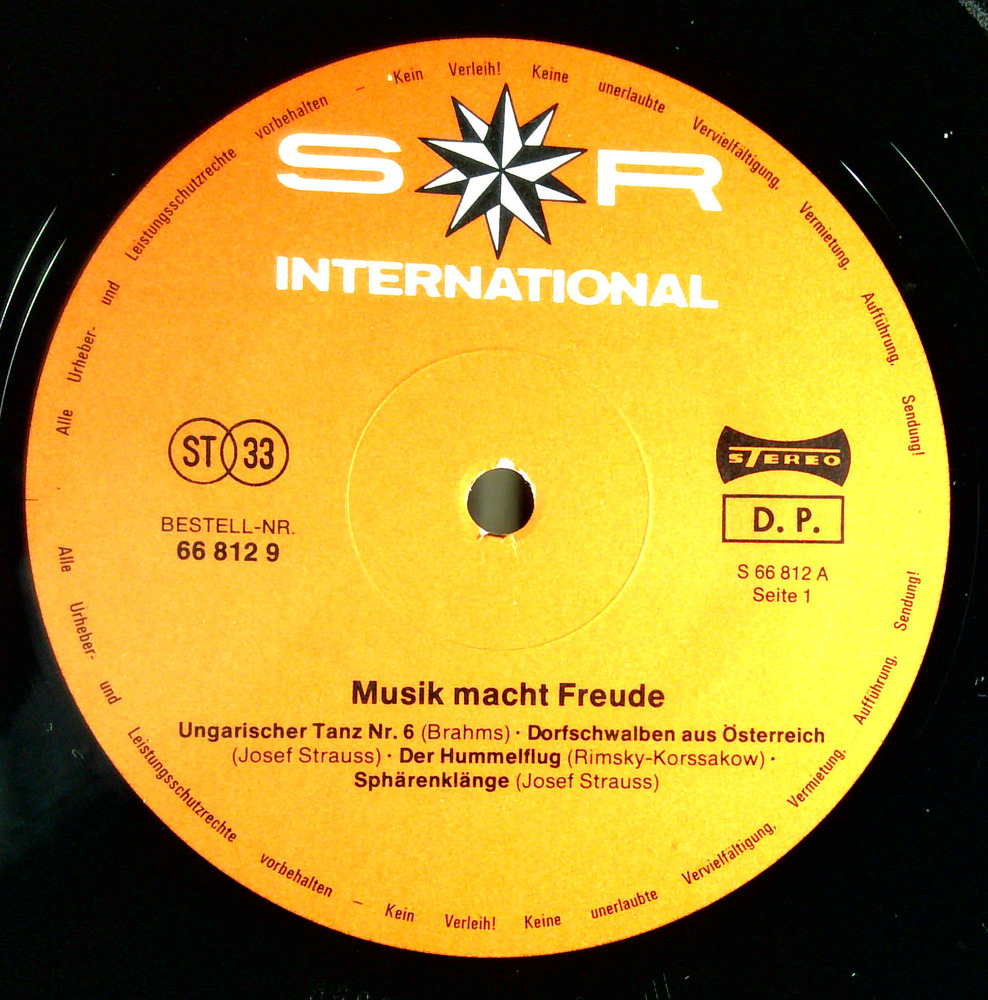 Alle Urheber- und Leistungsschutzrechte vorbehalten – Kein Verleih! Keine unerlaubte Vervielfältigung, Vermietung, Aufführung, Sendung!
S R
INTERNATIONAL
ST 33
STEREO
BESTELL-NR.
66 812 9
D. P.
S 66 812 A
Seite 1
Musik macht Freude
Ungarischer Tanz Nr. 6 (Brahms) · Dorfschwalben aus Österreich
(Josef Strauss) · Der Hummelflug (Rimsky-Korssakow) ·
Sphärenklänge (Josef Strauss)
Alle Urheber- und Leistungsschutzrechte vorbehalten – Kein Verleih! Keine unerlaubte Vervielfältigung, Vermietung, Aufführung, Sendung!